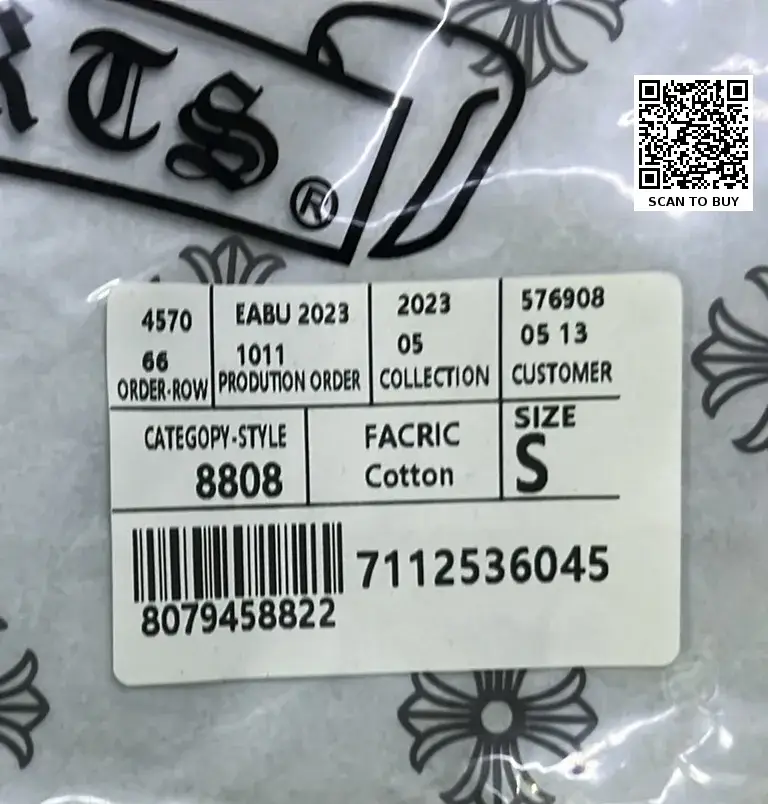 RTS
®
SCAN TO BUY
4570
66
ORDER-ROW
EABU 2023
1011
PRODUTION ORDER
2023
05
COLLECTION
576908
05 13
CUSTOMER
CATEGOPY-STYLE
8808
FACRIC
Cotton
SIZE
S
7112536045
8079458822